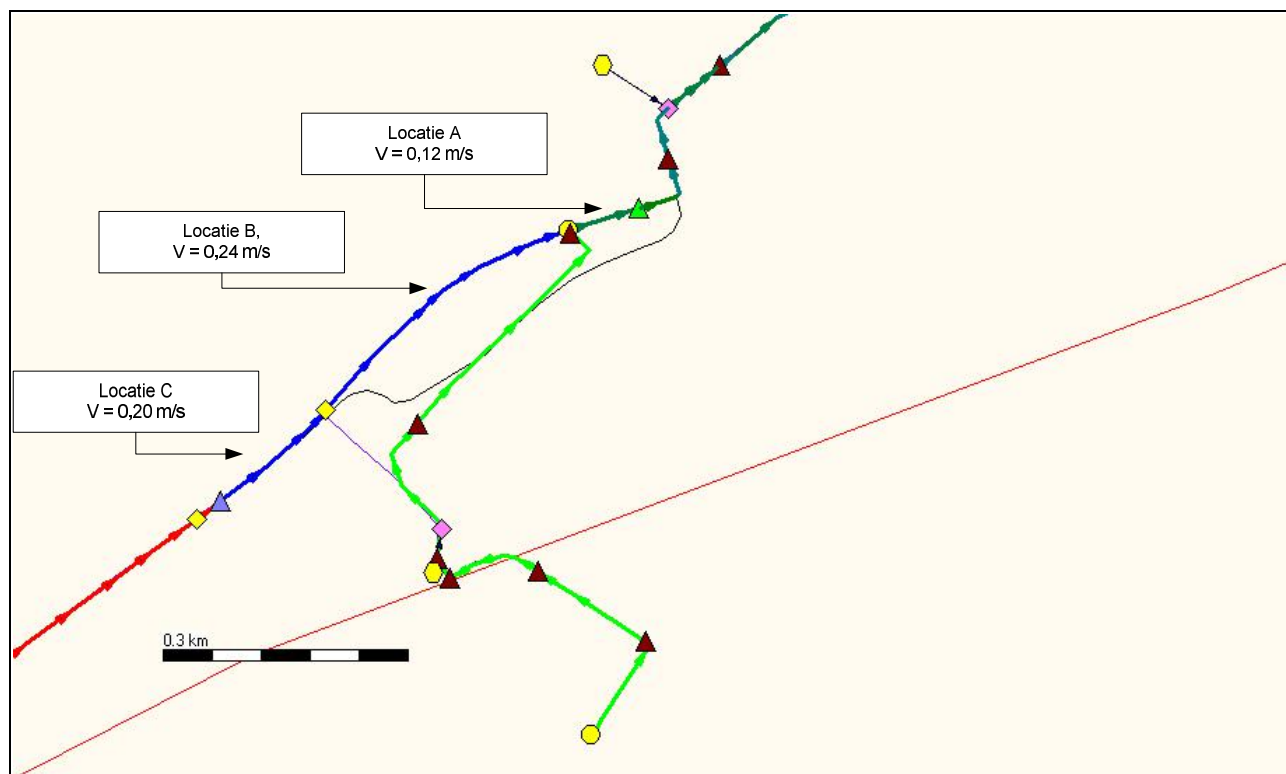 Locatie A
V = 0,12 m/s
Locatie B,
V = 0,24 m/s
Locatie C
V = 0,20 m/s
0.3 km